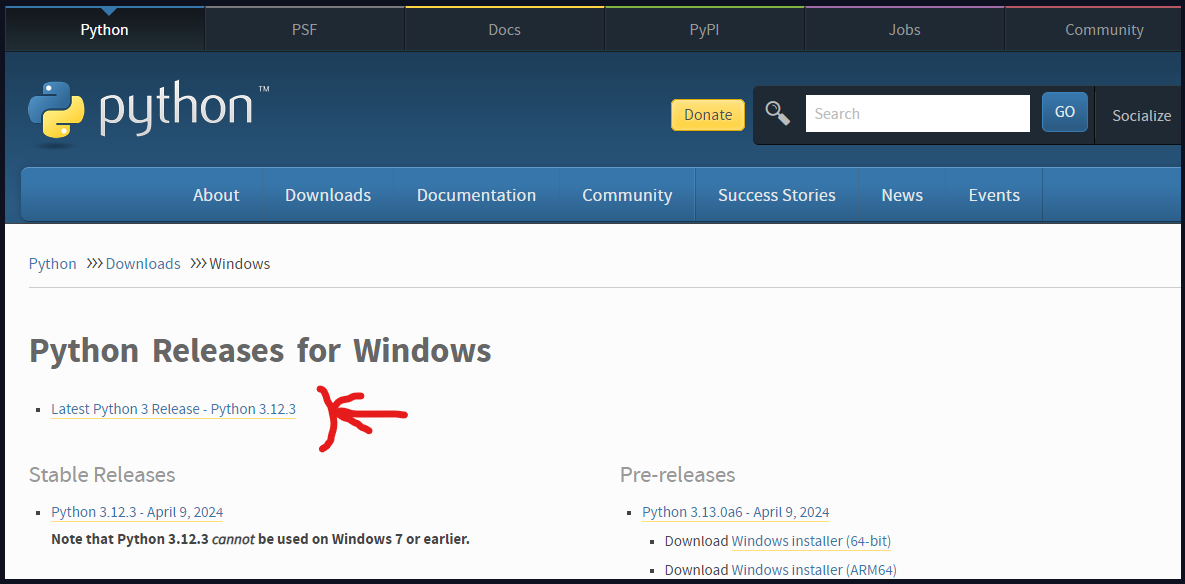 Python PSF Docs PyPI Jobs Community
python™ Donate Search GO Socialize
About Downloads Documentation Community Success Stories News Events
Python >>> Downloads >>> Windows
Python Releases for Windows
Latest Python 3 Release - Python 3.12.3
Stable Releases
Python 3.12.3 - April 9, 2024
Note that Python 3.12.3 cannot be used on Windows 7 or earlier.
Pre-releases
Python 3.13.0a6 - April 9, 2024
Download Windows installer (64-bit)
Download Windows installer (ARM64)